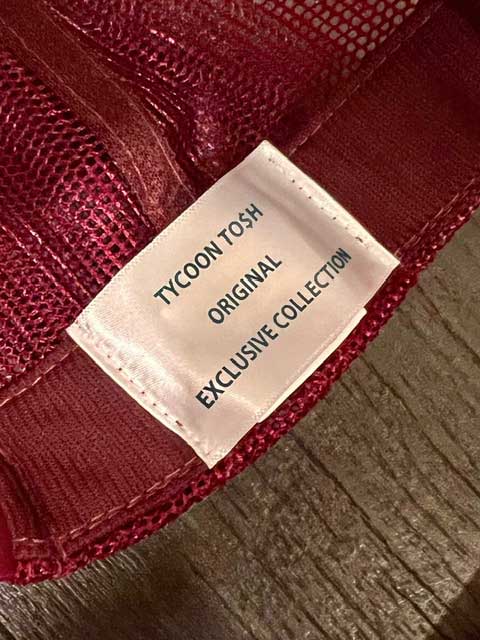 TYCOON TO$H
ORIGINAL
EXCLUSIVE COLLECTION